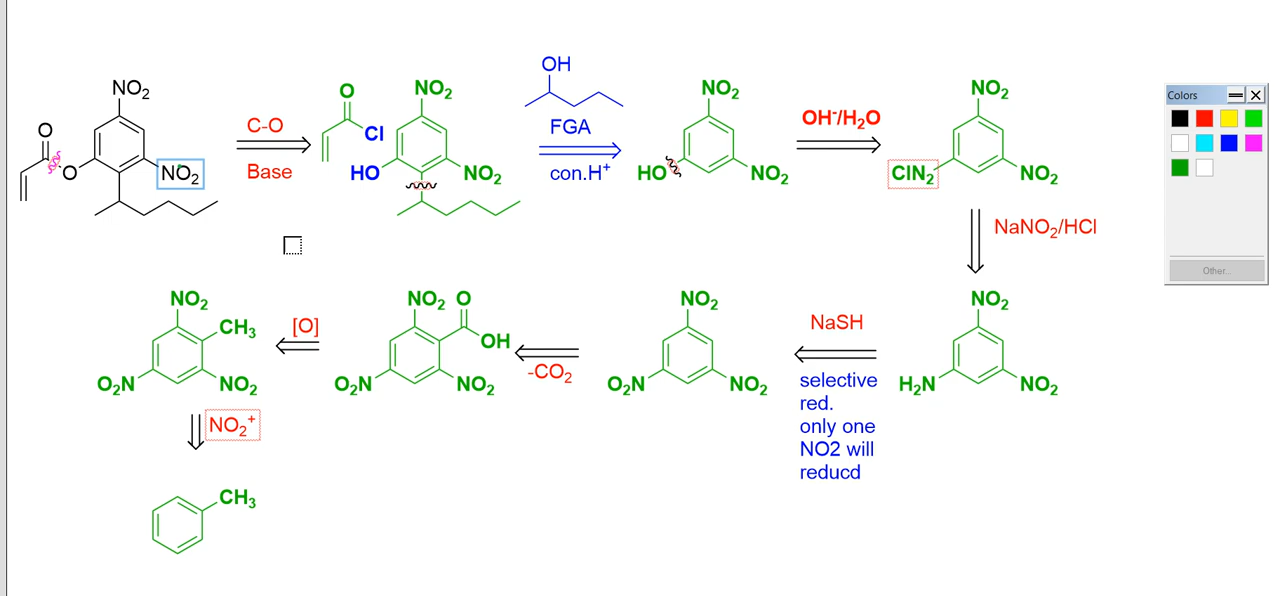 NO2
O
O
NO2
C-O
Base
O
Cl
NO2
HO
NO2
OH
FGA
con.H+
NO2
HO
NO2
OH-/H2O
NO2
ClN2
NO2
NaNO2/HCl
NO2
H2N
NO2
NaSH
selective
red.
only one
NO2 will
reducd
NO2
O2N
NO2
-CO2
NO2
O
OH
O2N
NO2
[O]
NO2
CH3
O2N
NO2
NO2+
CH3
Colors
Other...